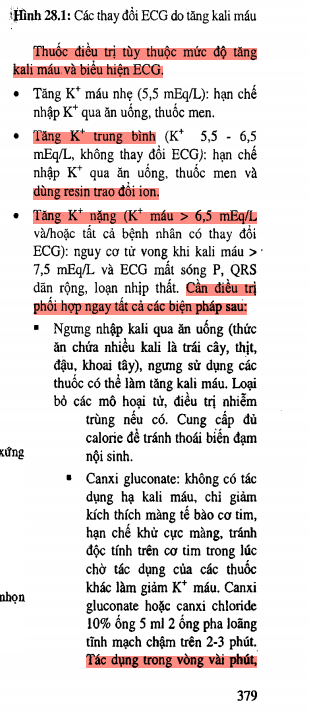 Hình 28.1: Các thay đổi ECG do tăng kali máu
Thuốc điều trị tùy thuộc mức độ tăng
kali máu và biểu hiện ECG.
• Tăng K⁺ máu nhẹ (5,5 mEq/L): hạn chế
nhập K⁺ qua ăn uống, thuốc men.
• Tăng K⁺ trung bình (K⁺ 5,5 - 6,5
mEq/L, không thay đổi ECG): hạn chế
nhập K⁺ qua ăn uống, thuốc men và
dùng resin trao đổi ion.
• Tăng K⁺ nặng (K⁺ máu > 6,5 mEq/L
và/hoặc tất cả bệnh nhân có thay đổi
ECG): nguy cơ tử vong khi kali máu >
7,5 mEq/L và ECG mất sóng P, QRS
dãn rộng, loạn nhịp thất. Cần điều trị
phối hợp ngay tất cả các biện pháp sau:
▪ Ngưng nhập kali qua ăn uống (thức
ăn chứa nhiều kali là trái cây, thịt,
đậu, khoai tây), ngưng sử dụng các
thuốc có thể làm tăng kali máu. Loại
bỏ các mô hoại tử, điều trị nhiễm
trùng nếu có. Cung cấp đủ
calorie để tránh thoái biến đạm
xứng
nội sinh.
▪ Canxi gluconate: không có tác
dụng hạ kali máu, chỉ giảm
kích thích màng tế bào cơ tim,
hạn chế khử cực màng, tránh
độc tính trên cơ tim trong lúc
chờ tác dụng của các thuốc
khác làm giảm K⁺ máu. Canxi
nhọn
gluconate hoặc canxi chloride
10% ống 5 ml 2 ống pha loãng
tĩnh mạch chậm trên 2-3 phút.
Tác dụng trong vòng vài phút,
379